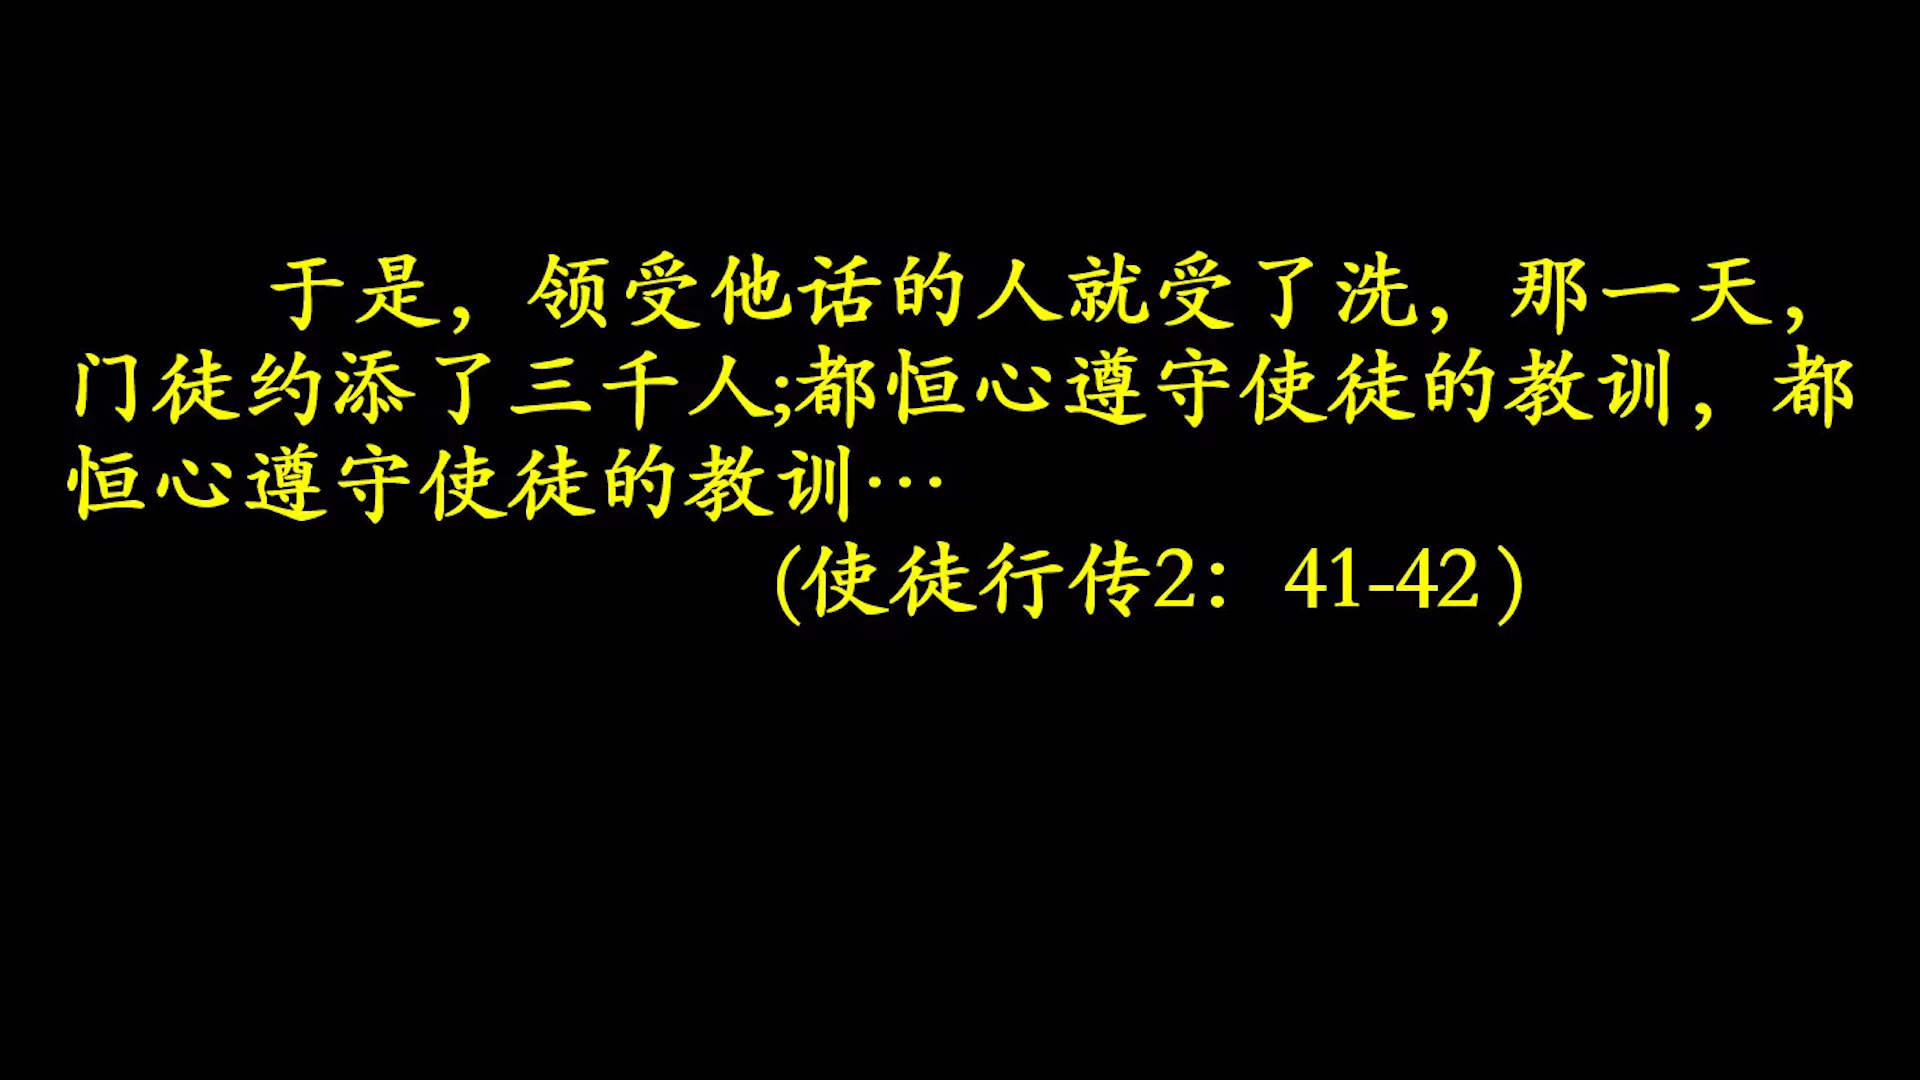 于是，领受他话的人就受了洗，那一天，
门徒约添了三千人;都恒心遵守使徒的教训，都
恒心遵守使徒的教训…
(使徒行传2：41-42）